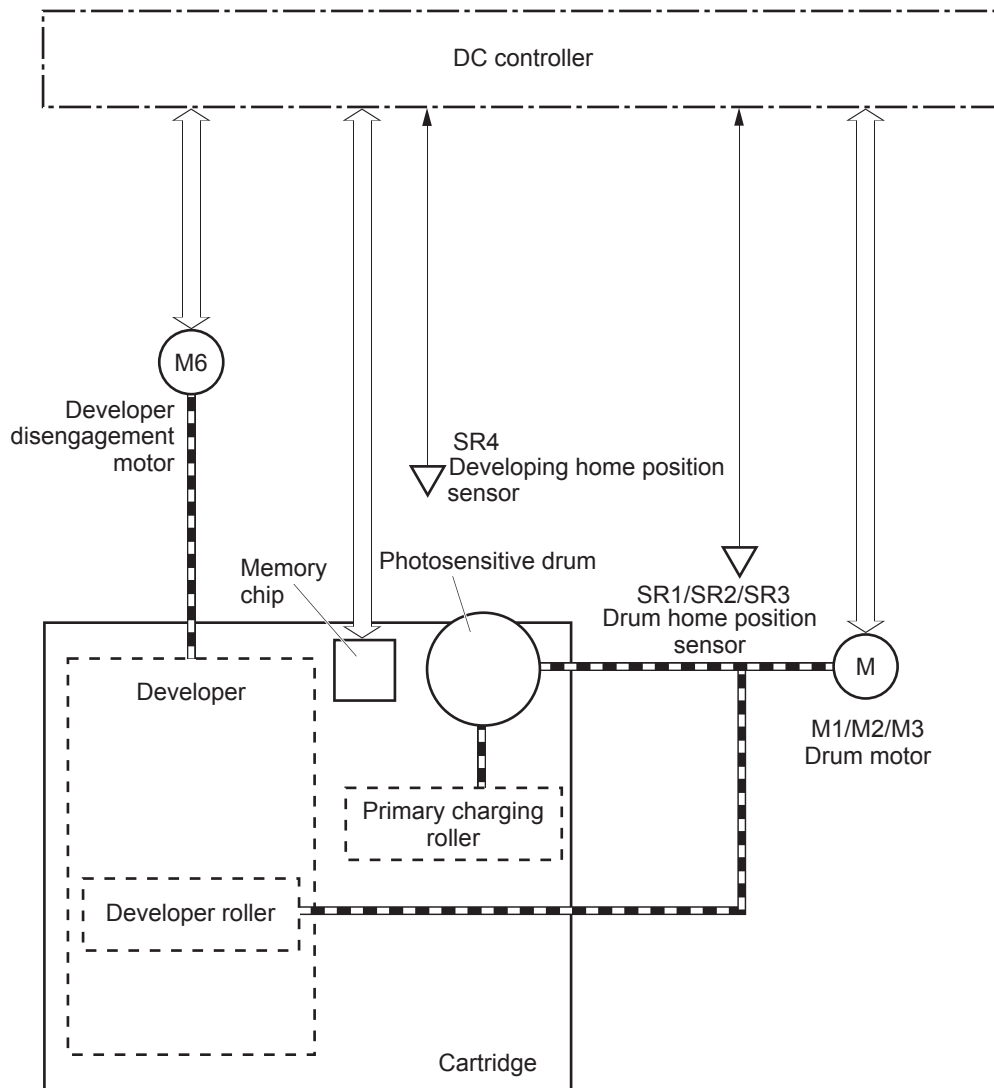 DC controller
M6
Developer
disengagement
motor
SR4
Developing home position
sensor
Memory
chip
Photosensitive drum
SR1/SR2/SR3
Drum home position
sensor
M
M1/M2/M3
Drum motor
Developer
Primary charging
roller
Developer roller
Cartridge